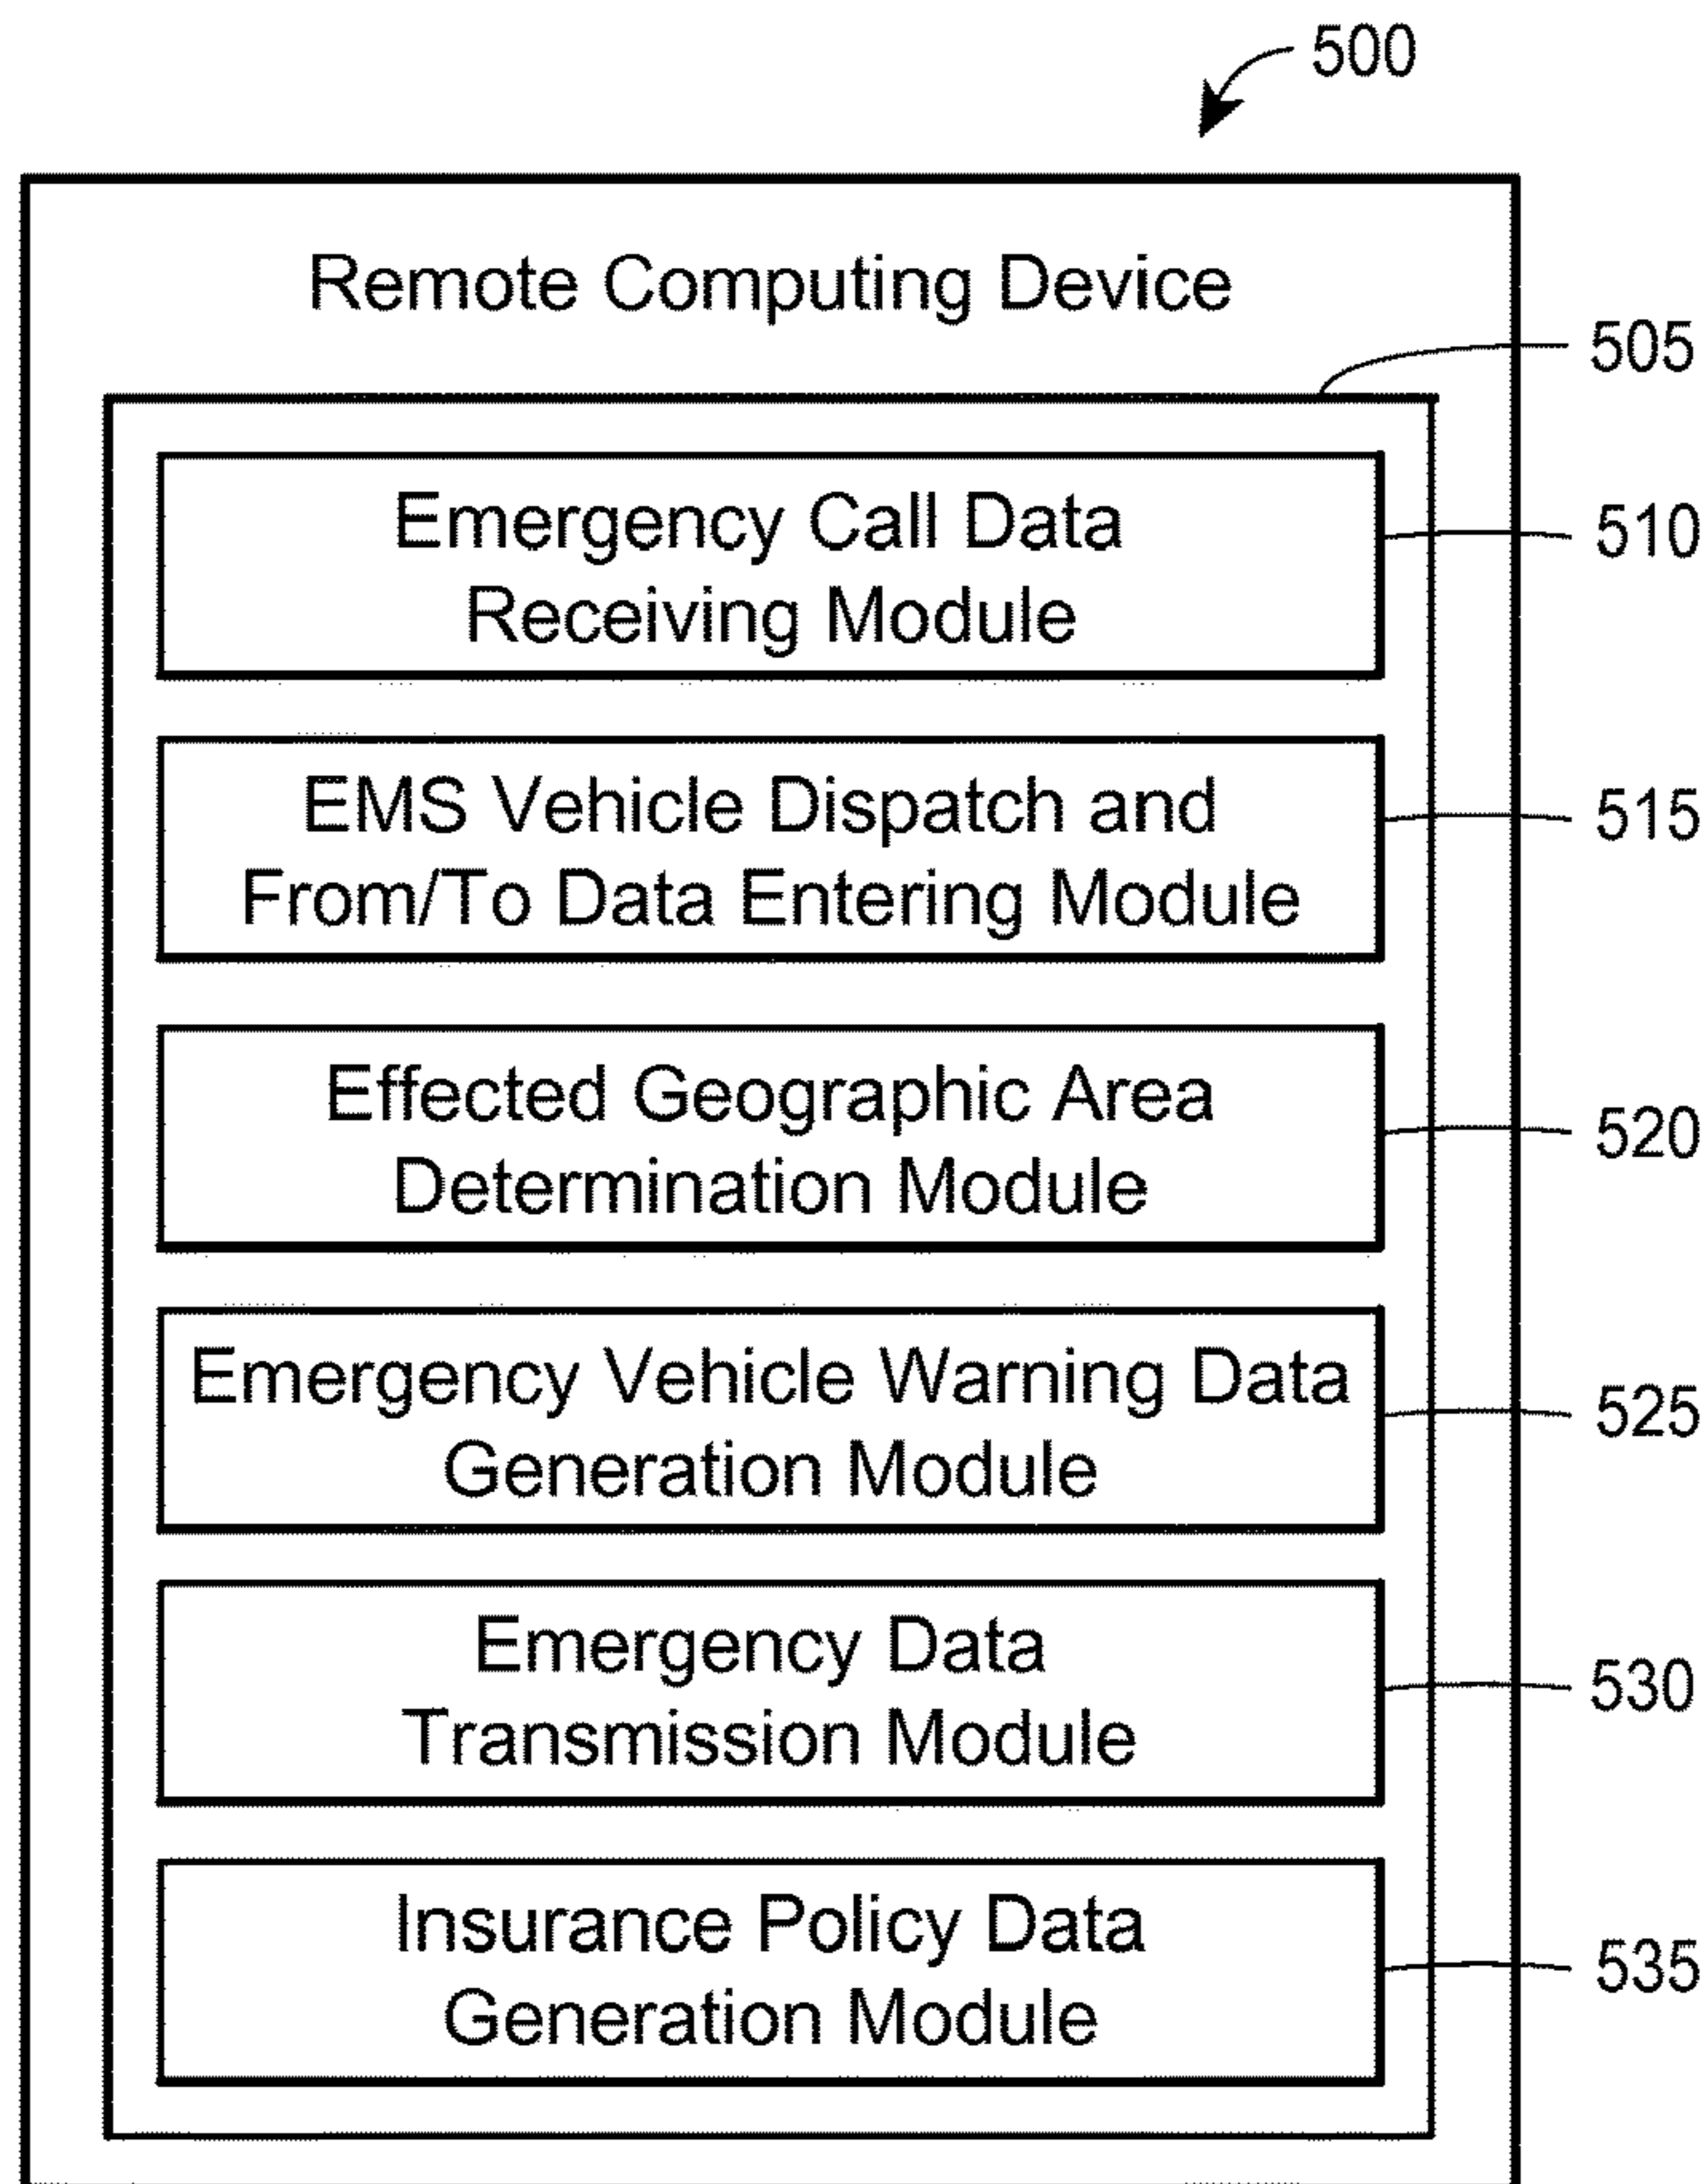 500
Remote Computing Device
505
Emergency Call Data
Receiving Module
510
EMS Vehicle Dispatch and
From/To Data Entering Module
515
Effected Geographic Area
Determination Module
520
Emergency Vehicle Warning Data
Generation Module
525
Emergency Data
Transmission Module
530
Insurance Policy Data
Generation Module
535